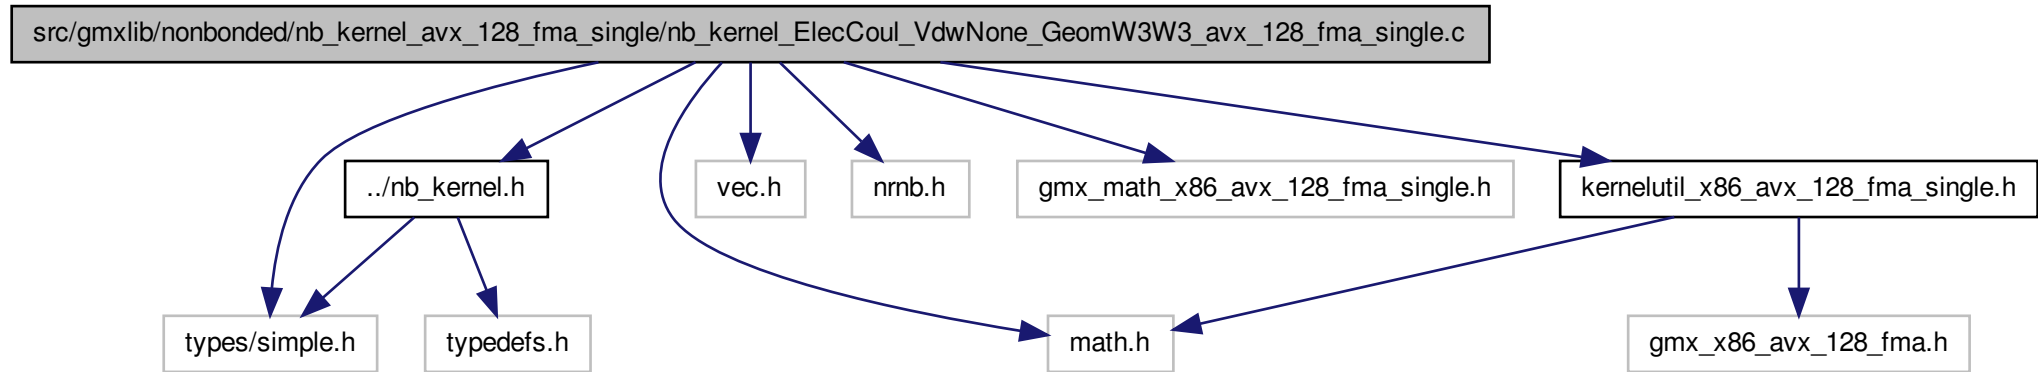 src/gmxlib/nonbonded/nb_kernel_avx_128_fma_single/nb_kernel_ElecCoul_VdwNone_GeomW3W3_avx_128_fma_single.c
../nb_kernel.h
vec.h
nrnb.h
gmx_math_x86_avx_128_fma_single.h
kernelutil_x86_avx_128_fma_single.h
types/simple.h
typedefs.h
math.h
gmx_x86_avx_128_fma.h